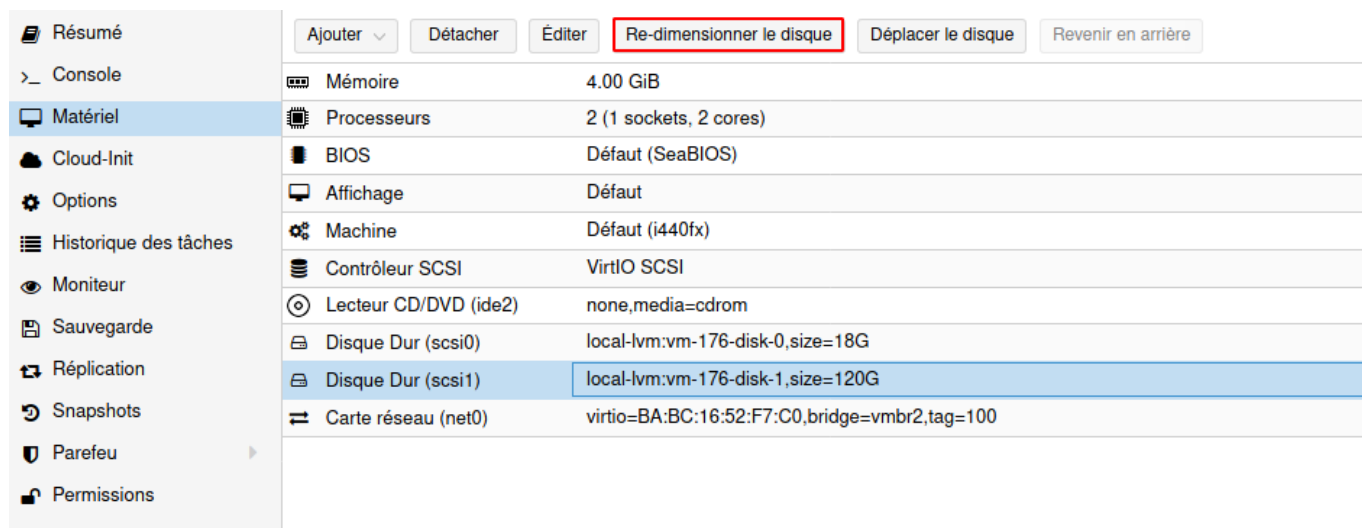 Résumé
Console
Matériel
Cloud-Init
Options
Historique des tâches
Moniteur
Sauvegarde
Réplication
Snapshots
Parefeu
Permissions
Ajouter Détacher Éditer Re-dimensionner le disque Déplacer le disque Revenir en arrière
Mémoire 4.00 GiB
Processeurs 2 (1 sockets, 2 cores)
BIOS Défaut (SeaBIOS)
Affichage Défaut
Machine Défaut (i440fx)
Contrôleur SCSI VirtIO SCSI
Lecteur CD/DVD (ide2) none,media=cdrom
Disque Dur (scsi0) local-lvm:vm-176-disk-0,size=18G
Disque Dur (scsi1) local-lvm:vm-176-disk-1,size=120G
Carte réseau (net0) virtio=BA:BC:16:52:F7:C0,bridge=vmbr2,tag=100